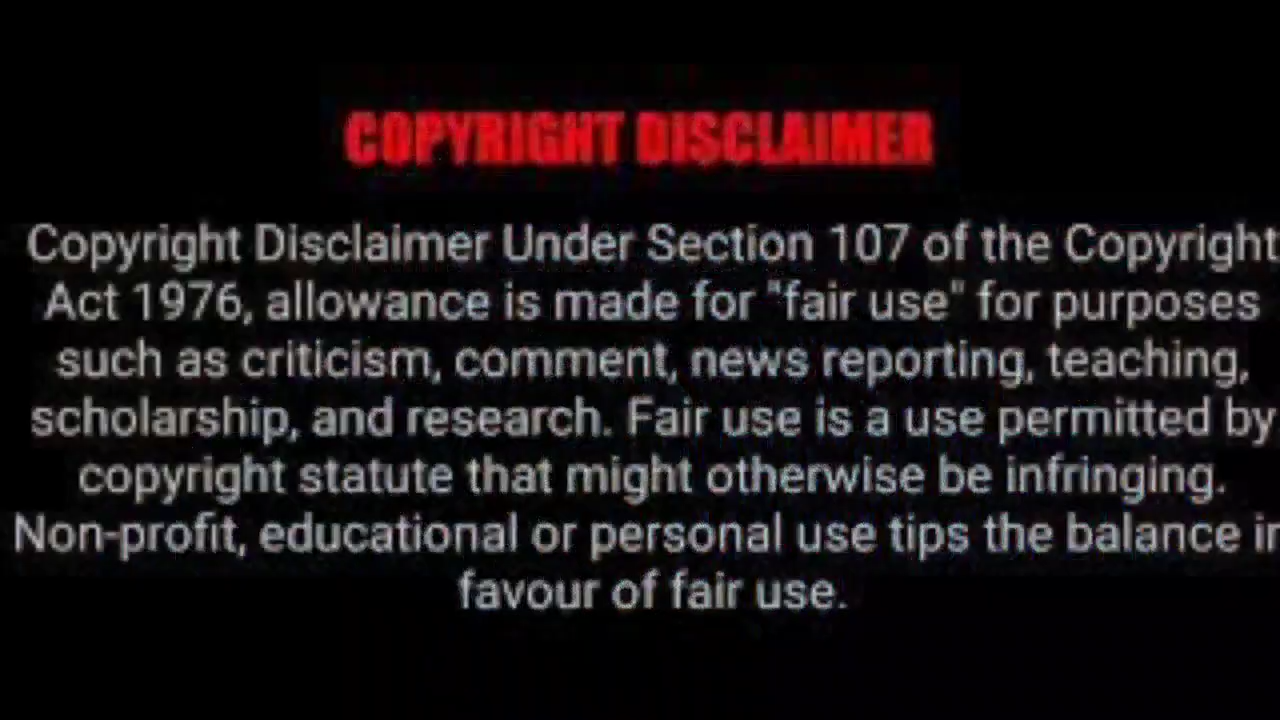 COPYRIGHT DISCLAIMER
Copyright Disclaimer Under Section 107 of the Copyright
Act 1976, allowance is made for "fair use" for purposes
such as criticism, comment, news reporting, teaching,
scholarship, and research. Fair use is a use permitted by
copyright statute that might otherwise be infringing.
Non-profit, educational or personal use tips the balance in
favour of fair use.